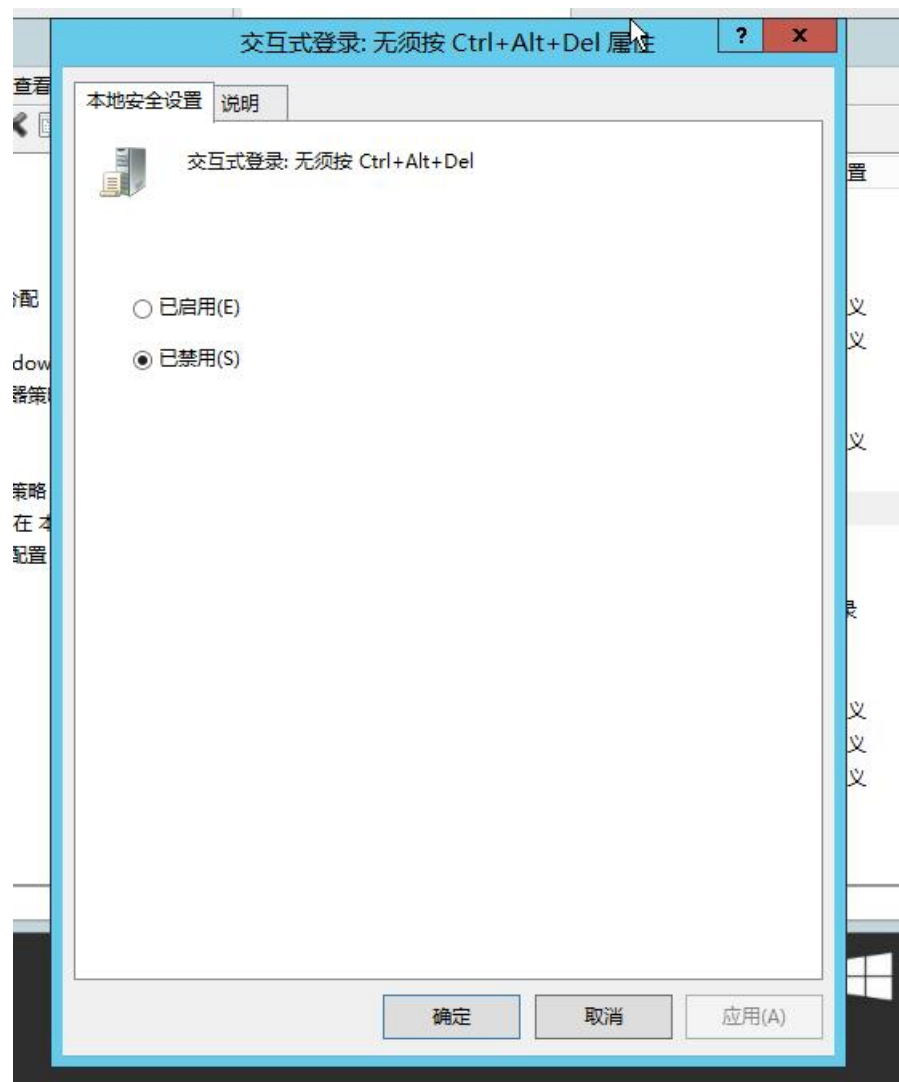 交互式登录: 无须按 Ctrl+Alt+Del 属性
? x
查看
本地安全设置 说明
交互式登录: 无须按 Ctrl+Alt+Del
置
配
已启用(E)
义
义
已禁用(S)
dow
器策
义
策略
在 本
配置
录
义
义
义
确定 取消 应用(A)